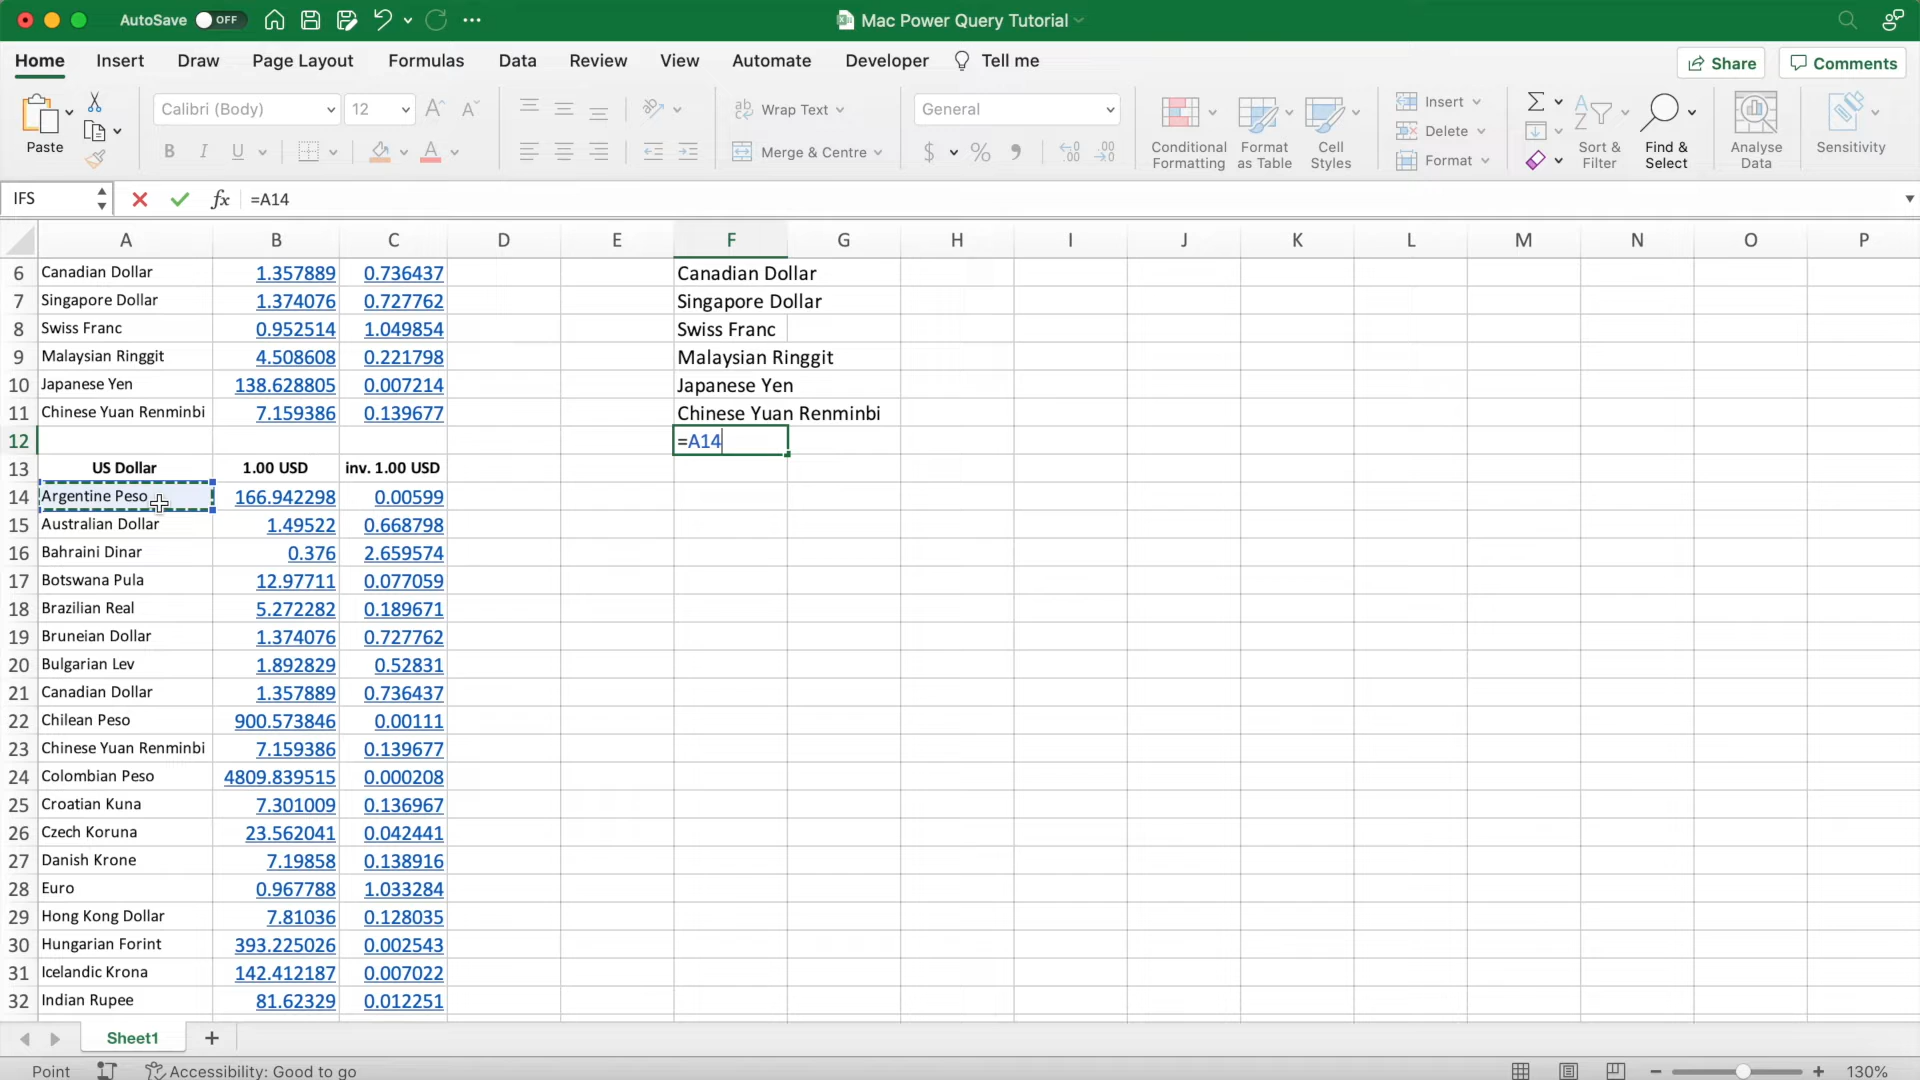 AutoSave OFF Mac Power Query Tutorial
Home Insert Draw Page Layout Formulas Data Review View Automate Developer Tell me Share Comments
Paste Calibri (Body) 12 B I U Wrap Text Merge & Centre General $ % Conditional Formatting Format as Table Cell Styles Insert Delete Format Sort & Filter Find & Select Analyse Data Sensitivity
IFS fx =A14
A B C D E F G H I J K L M N O P
6 Canadian Dollar 1.357889 0.736437 Canadian Dollar
7 Singapore Dollar 1.374076 0.727762 Singapore Dollar
8 Swiss Franc 0.952514 1.049854 Swiss Franc
9 Malaysian Ringgit 4.508608 0.221798 Malaysian Ringgit
10 Japanese Yen 138.628805 0.007214 Japanese Yen
11 Chinese Yuan Renminbi 7.159386 0.139677 Chinese Yuan Renminbi
12 =A14
13 US Dollar 1.00 USD inv. 1.00 USD
14 Argentine Peso 166.942298 0.00599
15 Australian Dollar 1.49522 0.668798
16 Bahraini Dinar 0.376 2.659574
17 Botswana Pula 12.97711 0.077059
18 Brazilian Real 5.272282 0.189671
19 Bruneian Dollar 1.374076 0.727762
20 Bulgarian Lev 1.892829 0.52831
21 Canadian Dollar 1.357889 0.736437
22 Chilean Peso 900.573846 0.00111
23 Chinese Yuan Renminbi 7.159386 0.139677
24 Colombian Peso 4809.839515 0.000208
25 Croatian Kuna 7.301009 0.136967
26 Czech Koruna 23.562041 0.042441
27 Danish Krone 7.19858 0.138916
28 Euro 0.967788 1.033284
29 Hong Kong Dollar 7.81036 0.128035
30 Hungarian Forint 393.225026 0.002543
31 Icelandic Krona 142.412187 0.007022
32 Indian Rupee 81.62329 0.012251
Sheet1 +
Point Accessibility: Good to go 130%